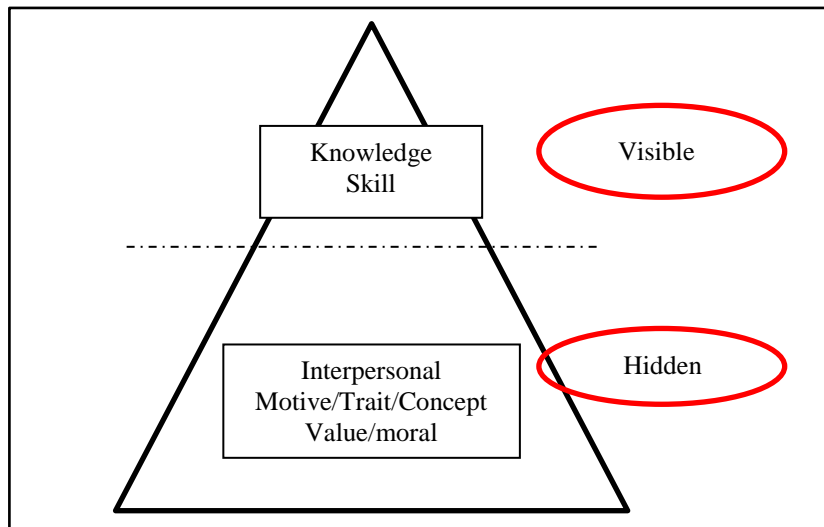 Knowledge
Skill
Visible
Interpersonal
Motive/Trait/Concept
Value/moral
Hidden